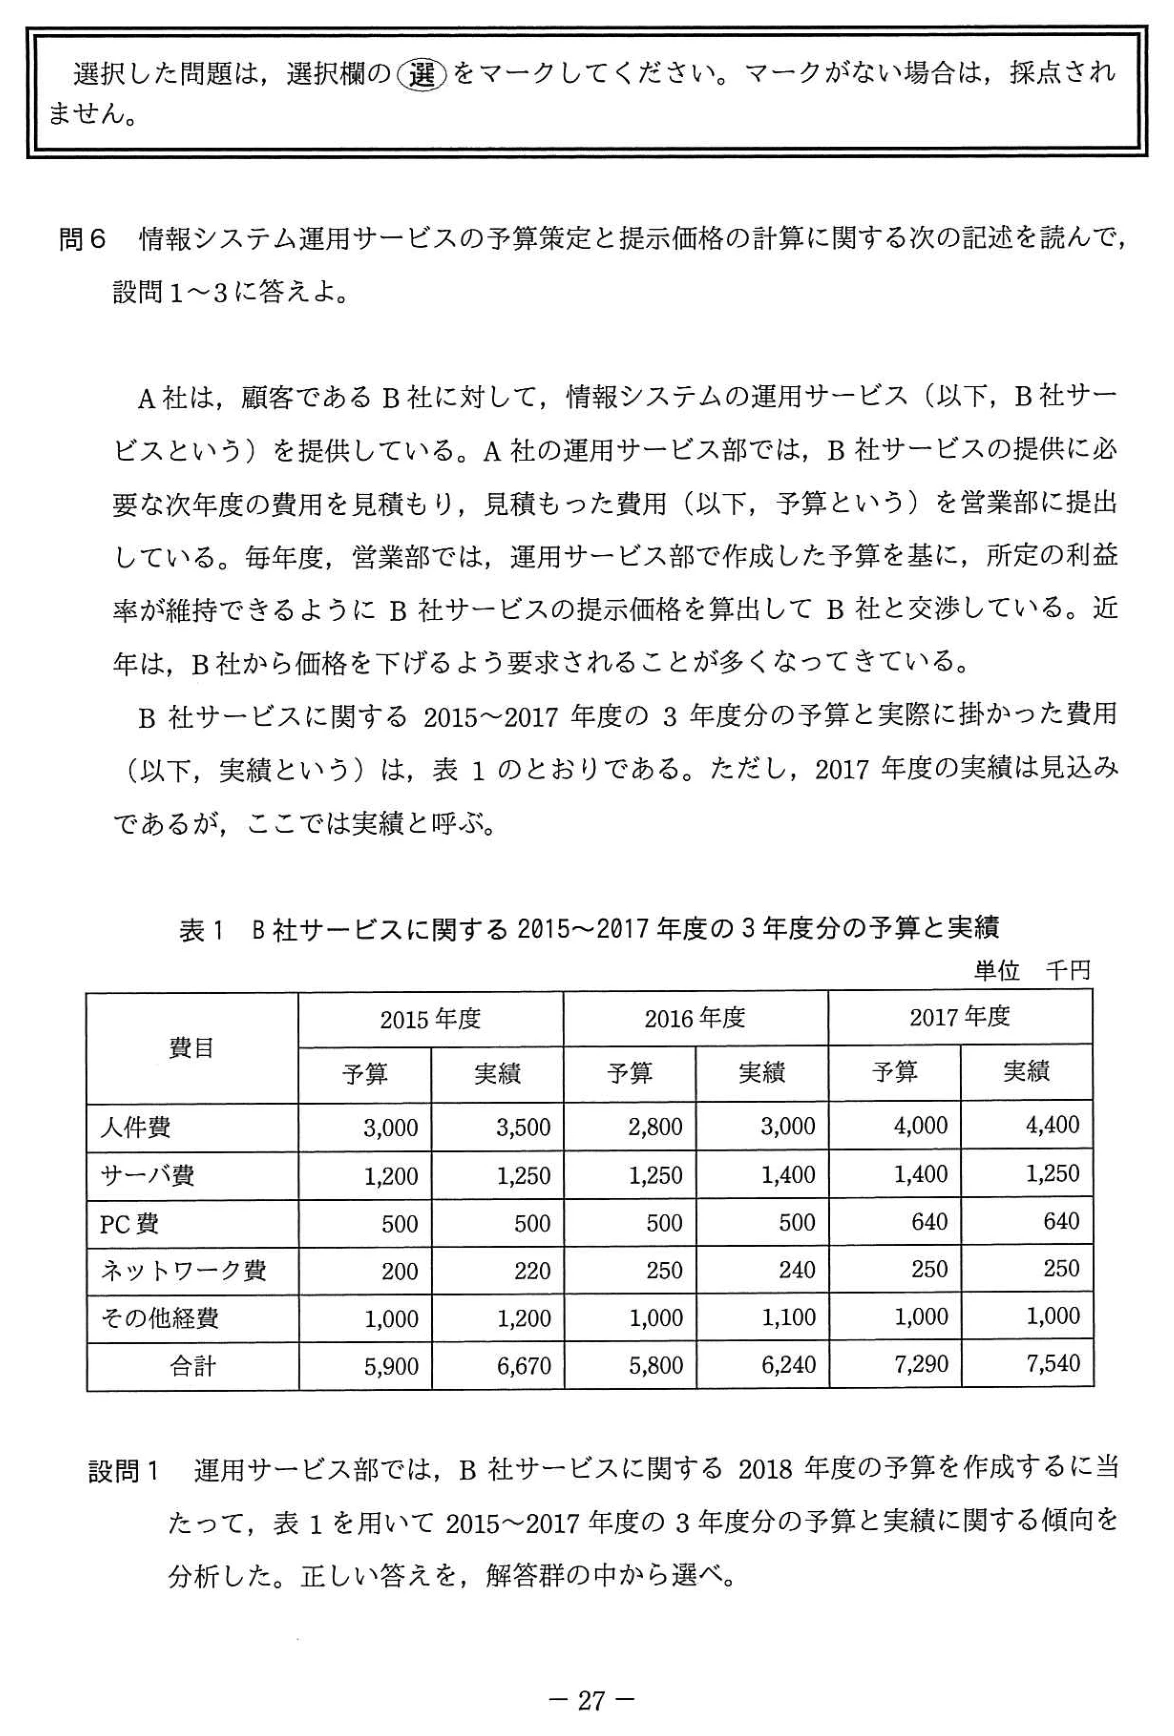 選択した問題は，選択欄の㊟をマークしてください。マークがない場合は，採点され
ません。
問6　情報システム運用サービスの予算策定と提示価格の計算に関する次の記述を読んで，
設問1～3に答えよ。
A社は，顧客であるB社に対して，情報システムの運用サービス（以下，B社サー
ビスという）を提供している。A社の運用サービス部では，B社サービスの提供に必
要な次年度の費用を見積もり，見積もった費用（以下，予算という）を営業部に提出
している。毎年度，営業部では，運用サービス部で作成した予算を基に，所定の利益
率が維持できるようにB社サービスの提示価格を算出してB社と交渉している。近
年は，B社から価格を下げるよう要求されることが多くなってきている。
B社サービスに関する2015～2017年度の3年度分の予算と実際に掛かった費用
（以下，実績という）は，表1のとおりである。ただし，2017年度の実績は見込み
であるが，ここでは実績と呼ぶ。
表1　B社サービスに関する2015～2017年度の3年度分の予算と実績
単位　千円
費目 2015年度 2016年度 2017年度
予算 実績 予算 実績 予算 実績
人件費 3,000 3,500 2,800 3,000 4,000 4,400
サーバ費 1,200 1,250 1,250 1,400 1,400 1,250
PC費 500 500 500 500 640 640
ネットワーク費 200 220 250 240 250 250
その他経費 1,000 1,200 1,000 1,100 1,000 1,000
合計 5,900 6,670 5,800 6,240 7,290 7,540
設問1　運用サービス部では，B社サービスに関する2018年度の予算を作成するに当
たって，表1を用いて2015～2017年度の3年度分の予算と実績に関する傾向を
分析した。正しい答えを，解答群の中から選べ。
－ 27 －